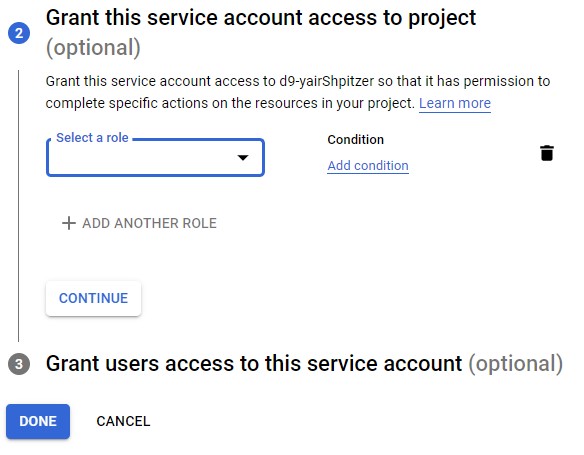 2
Grant this service account access to project
(optional)
Grant this service account access to d9-yairShpitzer so that it has permission to
complete specific actions on the resources in your project. Learn more
Select a role
Condition
Add condition
+ ADD ANOTHER ROLE
CONTINUE
3 Grant users access to this service account (optional)
DONE CANCEL